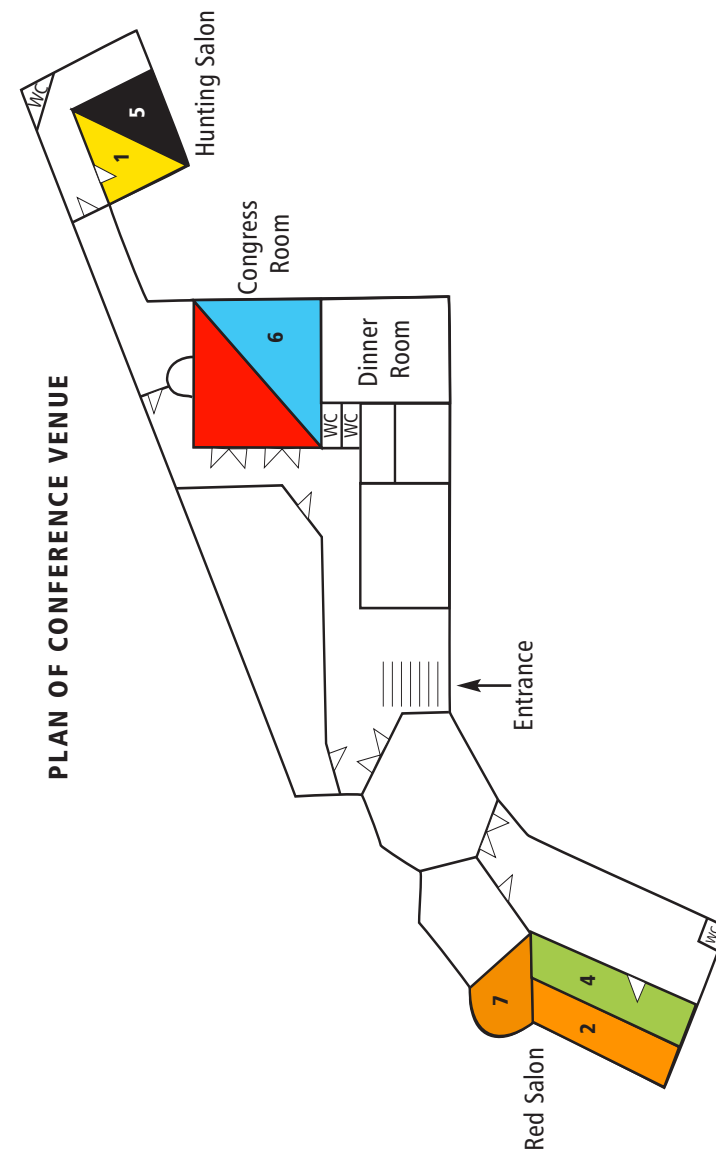 PLAN OF CONFERENCE VENUE
WC
1
5
Hunting Salon
Congress
Room
6
Dinner
Room
WC
WC
Entrance
WC
4
2
7
Red Salon